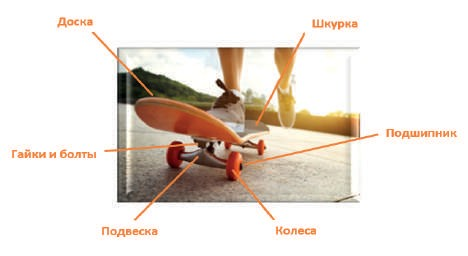 Доска
Шкурка
Гайки и болты
Подшипник
Подвеска
Колеса